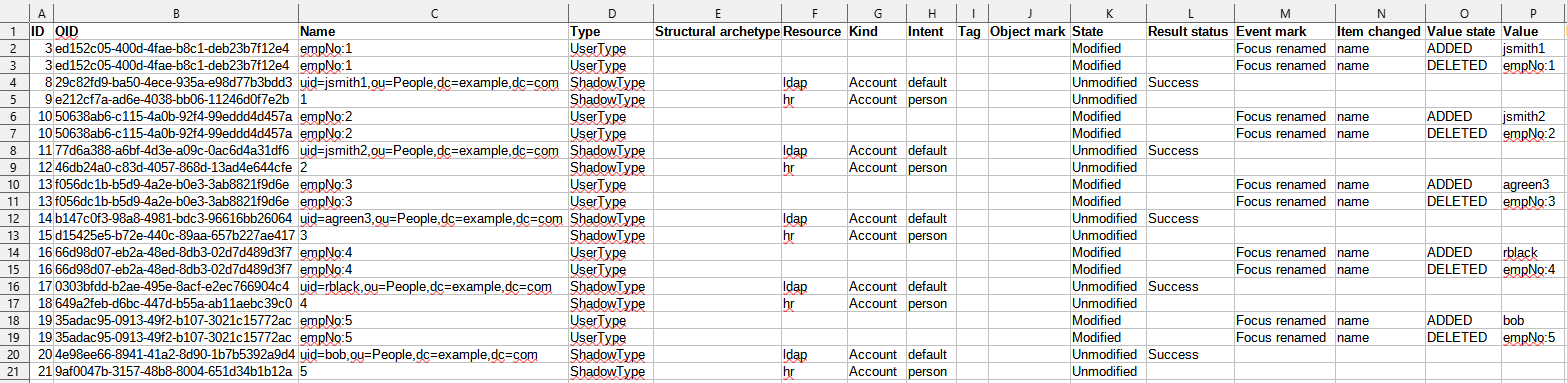 A B C D E F G H I J K L M N O P
1 ID OID Name Type Structural archetype Resource Kind Intent Tag Object mark State Result status Event mark Item changed Value state Value
2 3 ed152c05-400d-4fae-b8c1-deb23b7f12e4 empNo:1 UserType Modified Focus renamed name ADDED jsmith1
3 3 ed152c05-400d-4fae-b8c1-deb23b7f12e4 empNo:1 UserType Modified Focus renamed name DELETED empNo:1
4 8 29c82fd9-ba50-4ece-935a-e98d77b3bdd3 uid=jsmith1,ou=People,dc=example,dc=com ShadowType ldap Account default Unmodified Success
5 9 e212cf7a-ad6e-4038-bb06-11246d0f7e2b 1 ShadowType hr Account person Unmodified
6 10 50638ab6-c115-4a0b-92f4-99eddd4d457a empNo:2 UserType Modified Focus renamed name ADDED jsmith2
7 10 50638ab6-c115-4a0b-92f4-99eddd4d457a empNo:2 UserType Modified Focus renamed name DELETED empNo:2
8 11 77d6a388-a6bf-4d3e-a09c-0ac6d4a31df6 uid=jsmith2,ou=People,dc=example,dc=com ShadowType ldap Account default Unmodified Success
9 12 46db24a0-c83d-4057-868d-13ad4e644cfe 2 ShadowType hr Account person Unmodified
10 13 f056dc1b-b5d9-4a2e-b0e3-3ab8821f9d6e empNo:3 UserType Modified Focus renamed name ADDED agreen3
11 13 f056dc1b-b5d9-4a2e-b0e3-3ab8821f9d6e empNo:3 UserType Modified Focus renamed name DELETED empNo:3
12 14 b147c0f3-98a8-4981-bdc3-96616bb26064 uid=agreen3,ou=People,dc=example,dc=com ShadowType ldap Account default Unmodified Success
13 15 d15425e5-b72e-440c-89aa-657b227ae417 3 ShadowType hr Account person Unmodified
14 16 66d98d07-eb2a-48ed-8db3-02d7d489d3f7 empNo:4 UserType Modified Focus renamed name ADDED rblack
15 16 66d98d07-eb2a-48ed-8db3-02d7d489d3f7 empNo:4 UserType Modified Focus renamed name DELETED empNo:4
16 17 0303bfdd-b2ae-495e-8acf-e2ec766904c4 uid=rblack,ou=People,dc=example,dc=com ShadowType ldap Account default Unmodified Success
17 18 649a2feb-d6bc-447d-b55a-ab11aebc39c0 4 ShadowType hr Account person Unmodified
18 19 35adac95-0913-49f2-b107-3021c15772ac empNo:5 UserType Modified Focus renamed name ADDED bob
19 19 35adac95-0913-49f2-b107-3021c15772ac empNo:5 UserType Modified Focus renamed name DELETED empNo:5
20 20 4e98ee66-8941-41a2-8d90-1b7b5392a9d4 uid=bob,ou=People,dc=example,dc=com ShadowType ldap Account default Unmodified Success
21 21 9af0047b-3157-48b8-8004-651d34b1b12a 5 ShadowType hr Account person Unmodified